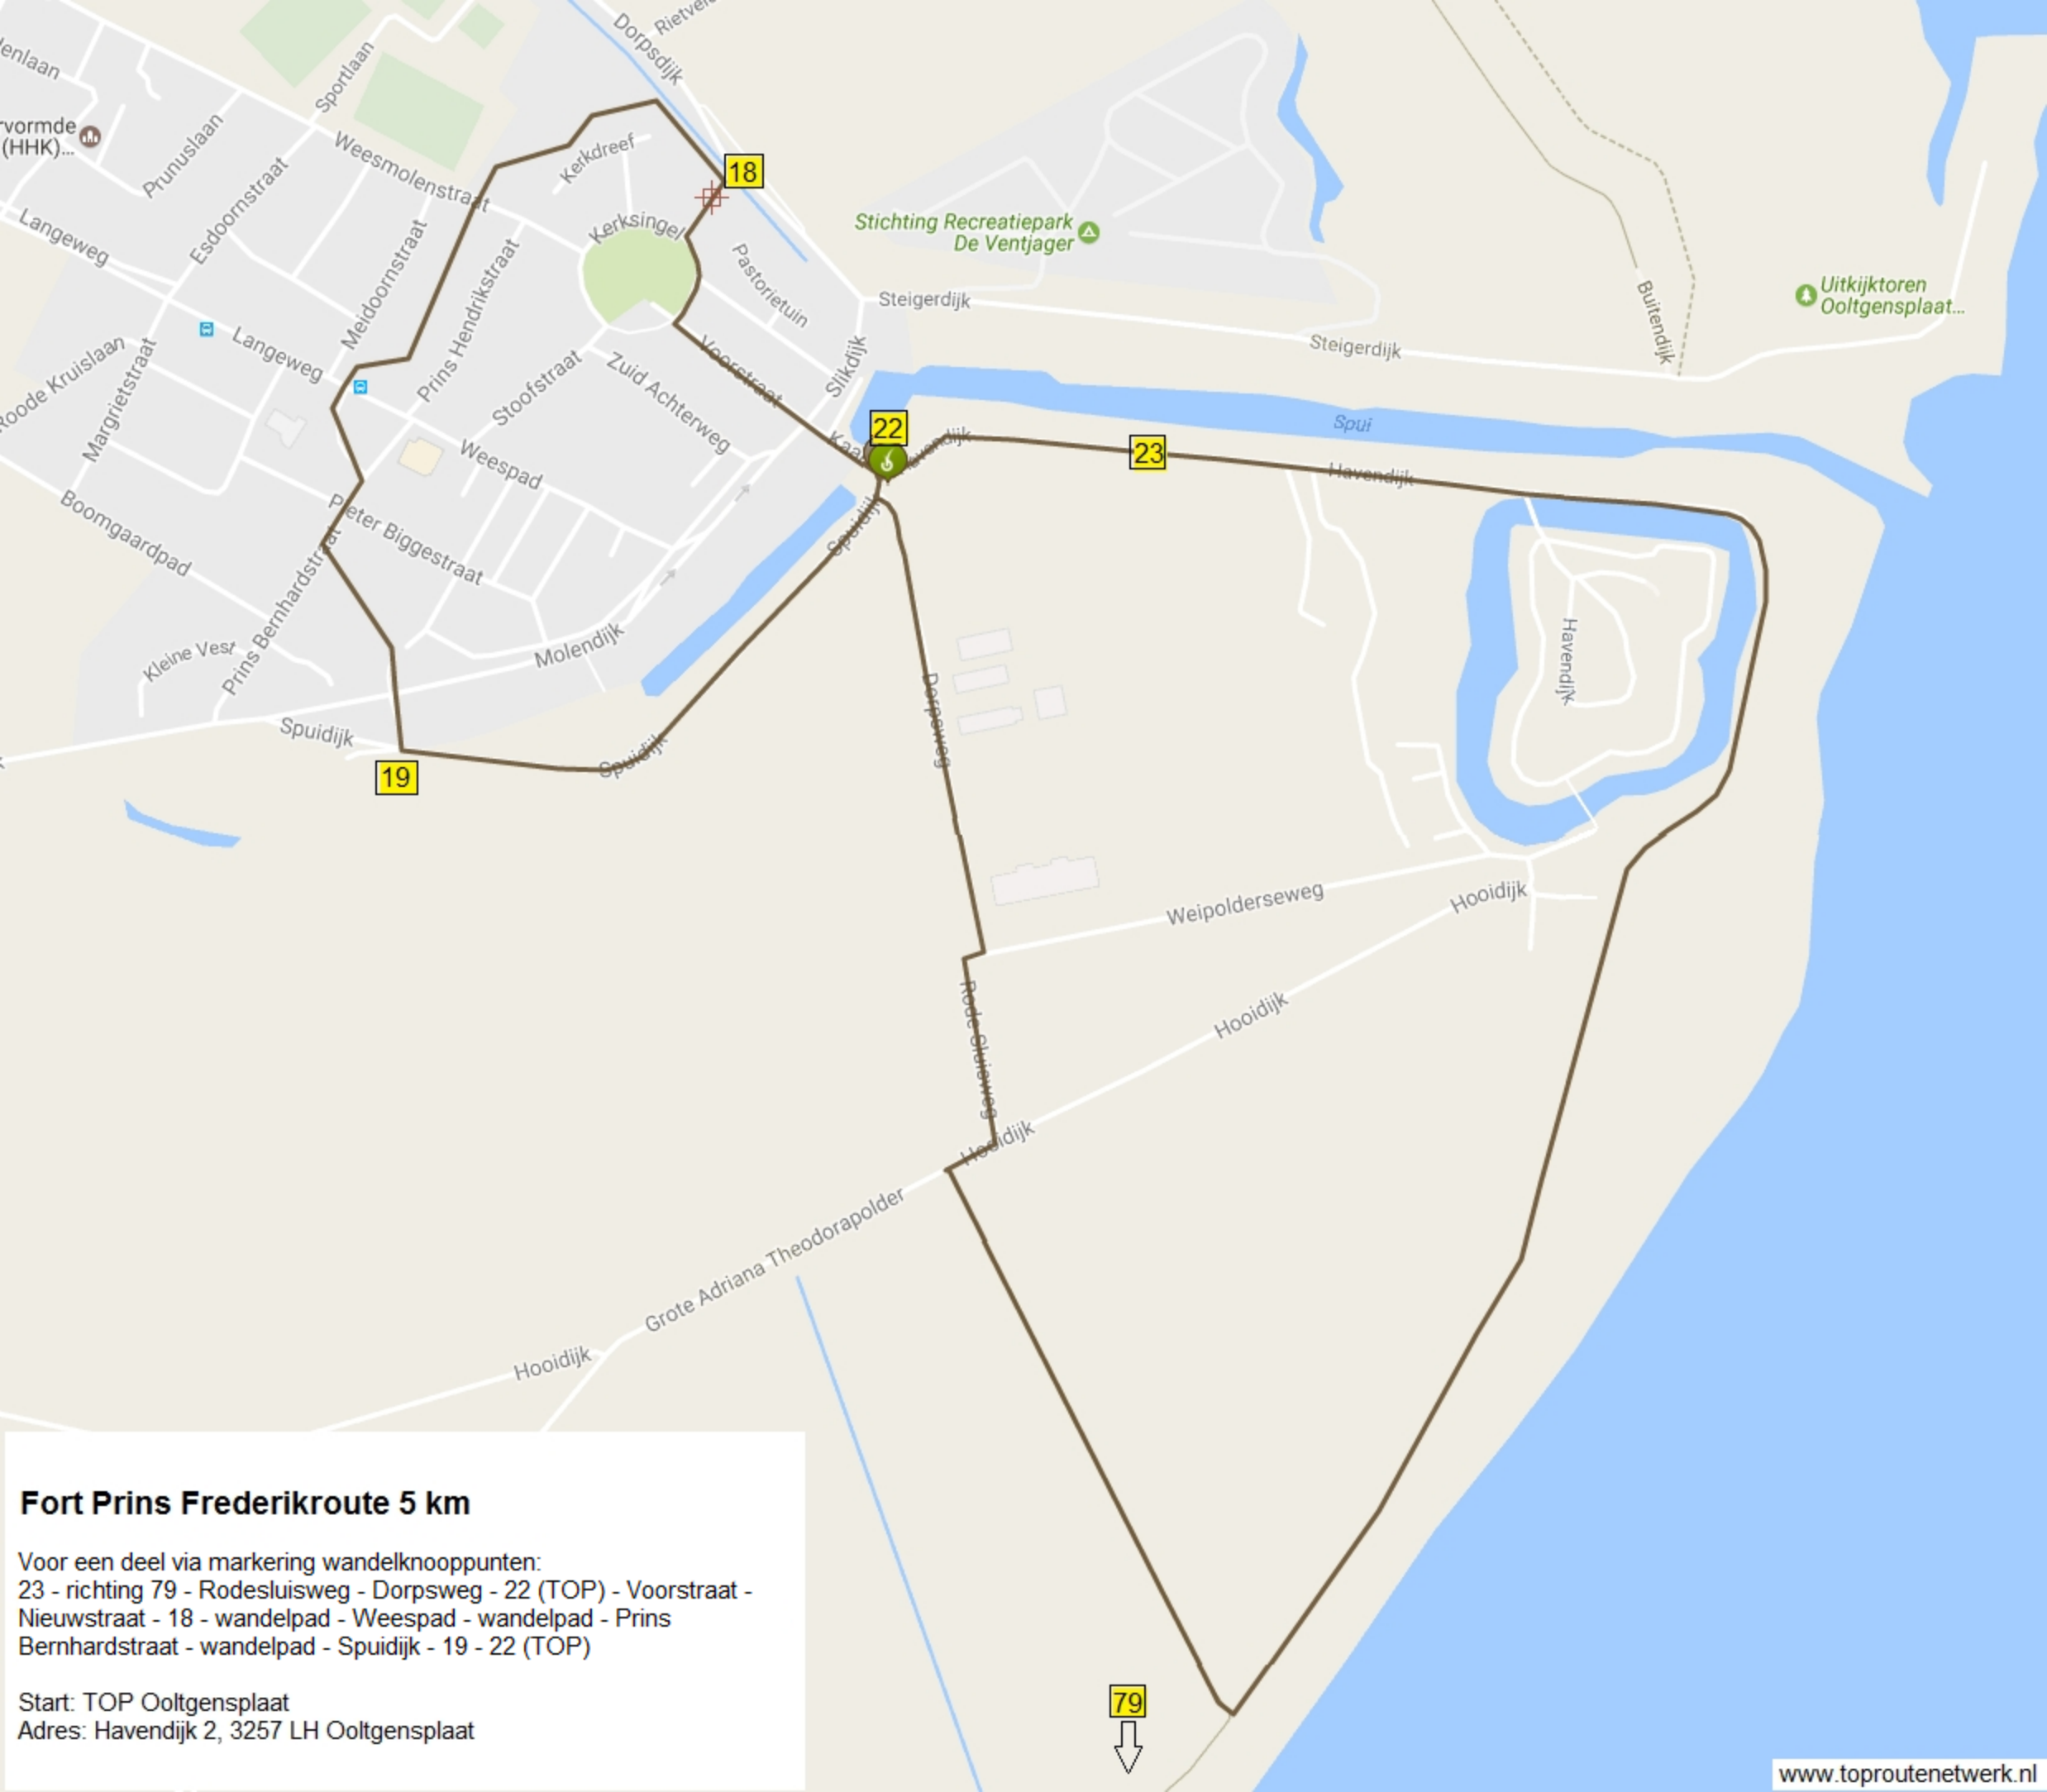 Dorpsdijk
enlaan
Sportlaan
rvormde
(HHK)...
Prunuslaan
Weesmolenstraat
Kerkdreef
18
Esdoornstraat
Langeweg
Kerksingel
Stichting Recreatiepark
De Ventjager
Meidoornstraat
Prins Hendrikstraat
Pastorietuin
Steigerdijk
Steigerdijk
Buitendijk
Uitkijktoren
Ooltgensplaat...
Langeweg
Roode Kruislaan
Margrietstraat
Stoofstraat
Zuid Achterweg
Voorstraat
Slikdijk
22
Havendijk
23
Spui
Havendijk
Weespad
Boomgaardpad
Pieter Biggestraat
Spuidijk
Prins Bernhardstraat
Kleine Vest
Molendijk
Havendijk
Dorpsweg
Spuidijk
Spuidijk
19
Weipolderseweg
Hooidijk
Rode Sluisweg
Hooidijk
Hooidijk
Grote Adriana Theodorapolder
Hooidijk
Fort Prins Frederikroute 5 km
Voor een deel via markering wandelknooppunten:
23 - richting 79 - Rodesluisweg - Dorpsweg - 22 (TOP) - Voorstraat -
Nieuwstraat - 18 - wandelpad - Weespad - wandelpad - Prins
Bernhardstraat - wandelpad - Spuidijk - 19 - 22 (TOP)
Start: TOP Ooltgensplaat
Adres: Havendijk 2, 3257 LH Ooltgensplaat
79
www.toproutenetwerk.nl